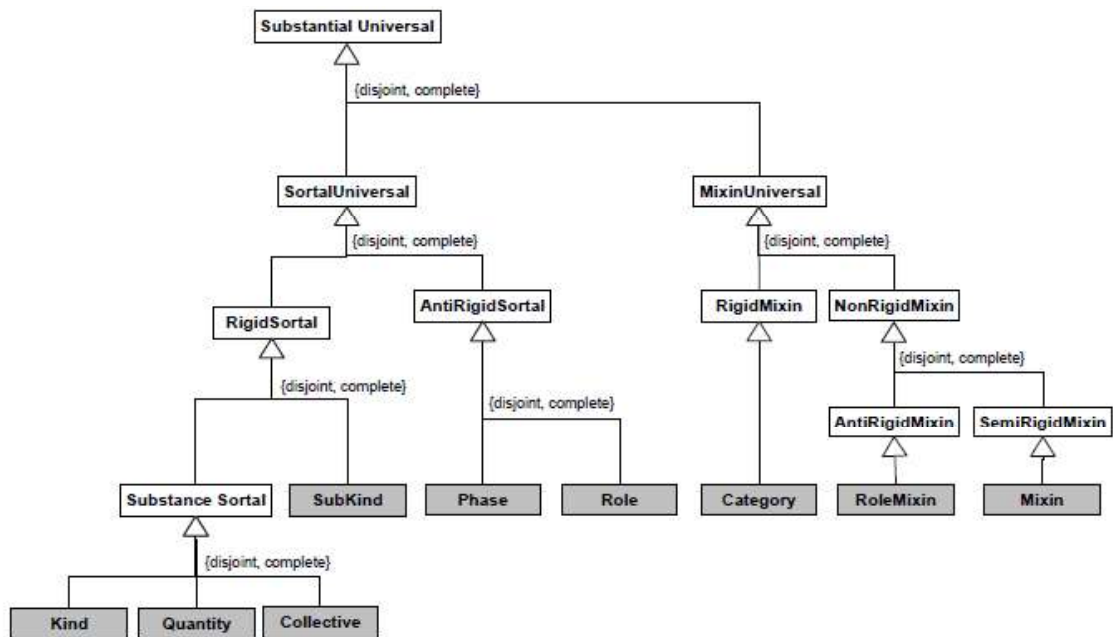 Substantial Universal
{disjoint, complete}
SortalUniversal
MixinUniversal
{disjoint, complete}
{disjoint, complete}
RigidSortal
AntiRigidSortal
RigidMixin
NonRigidMixin
{disjoint, complete}
{disjoint, complete}
{disjoint, complete}
AntiRigidMixin
SemiRigidMixin
Substance Sortal
SubKind
Phase
Role
Category
RoleMixin
Mixin
{disjoint, complete}
Kind
Quantity
Collective